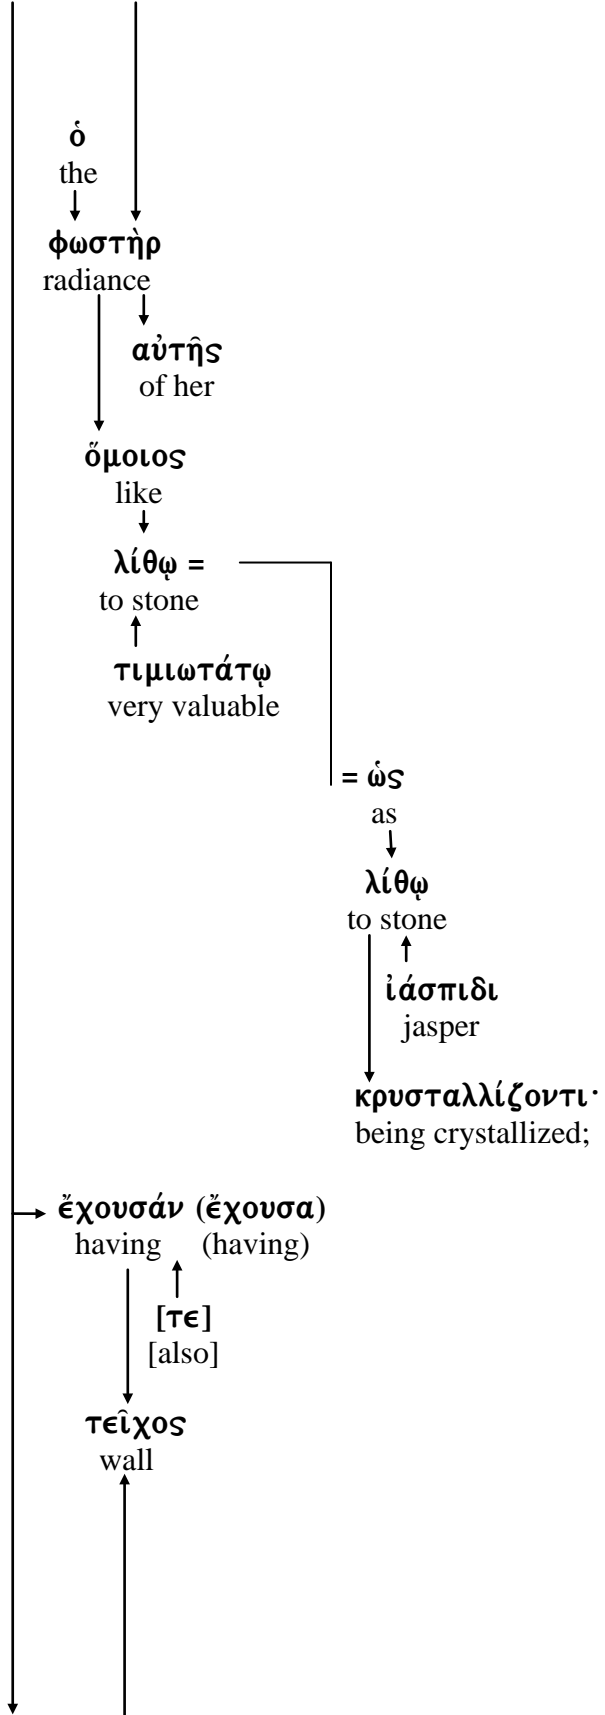 ὁ
the
φωστὴρ
radiance
αὐτῆς
of her
ὅμοιος
like
λίθῳ =
to stone
τιμιωτάτῳ
very valuable
= ὡς
as
λίθῳ
to stone
ἰάσπιδι
jasper
κρυσταλλίζοντι·
being crystallized;
ἔχουσάν (ἔχουσα)
having (having)
[τε]
[also]
τεῖχος
wall